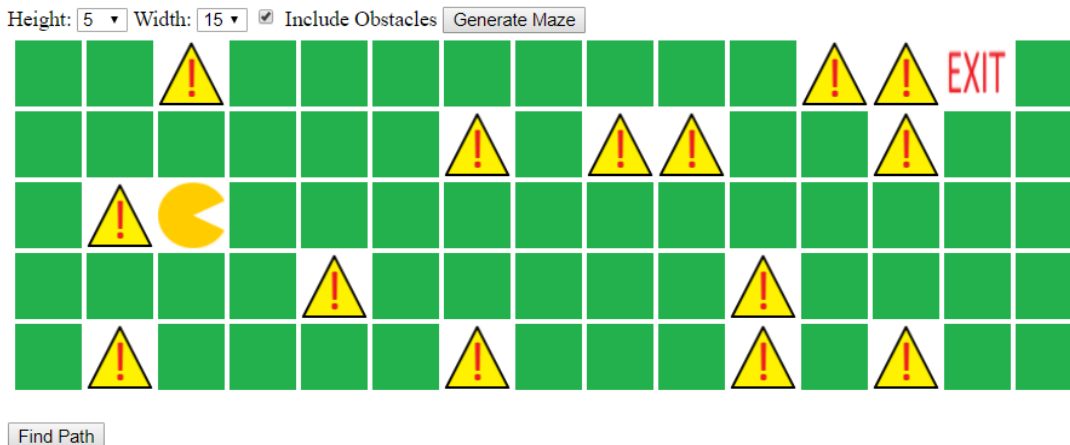 Height: 5 Width: 15 Include Obstacles Generate Maze
EXIT
Find Path